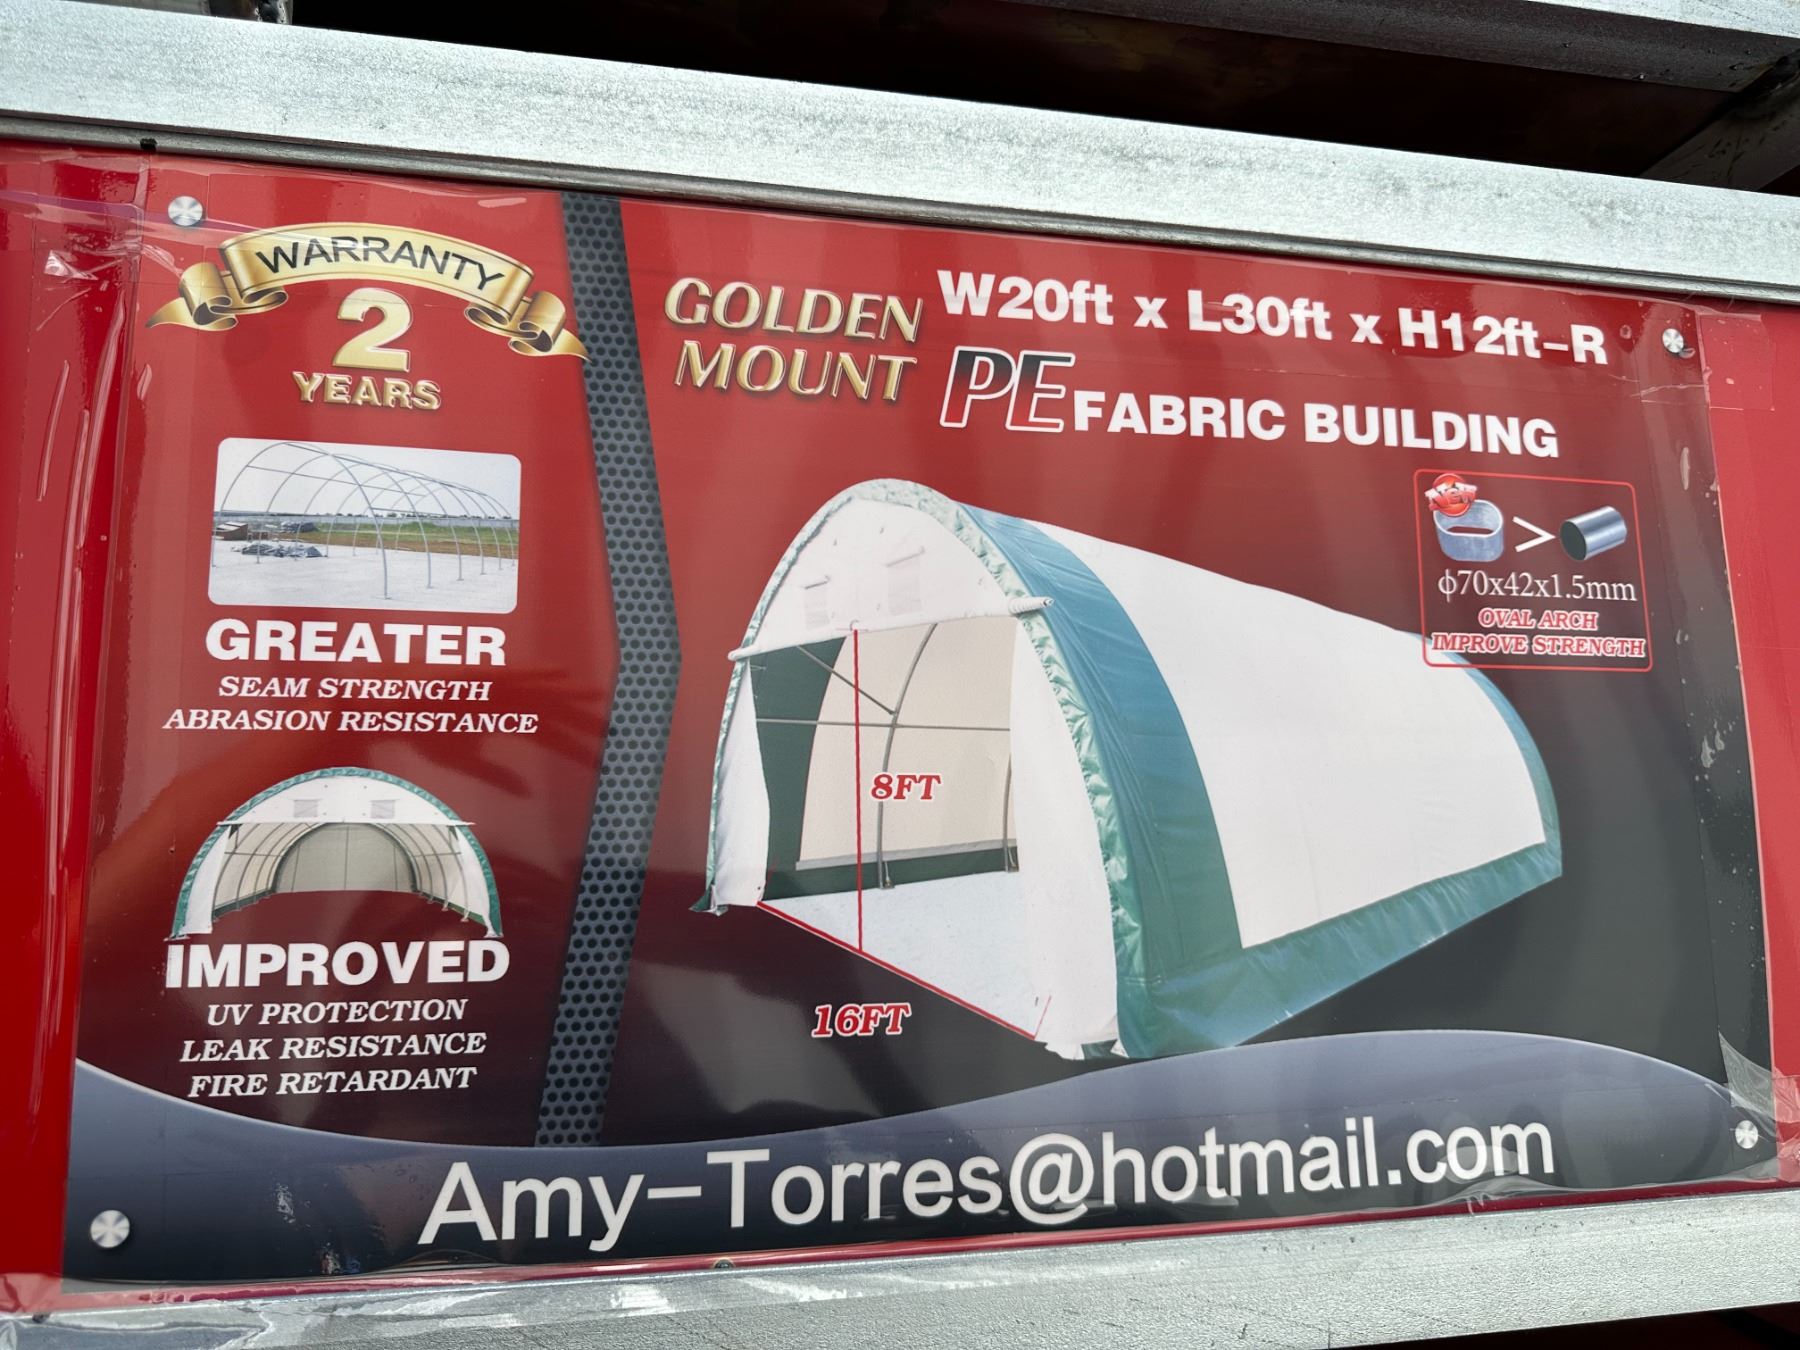 WARRANTY
2
YEARS
GREATER
SEAM STRENGTH
ABRASION RESISTANCE
IMPROVED
UV PROTECTION
LEAK RESISTANCE
FIRE RETARDANT
GOLDEN
MOUNT
W20ft x L30ft x H12ft-R
PE FABRIC BUILDING
New
>
ϕ70x42x1.5mm
OVAL ARCH
IMPROVE STRENGTH
8FT
16FT
Amy-Torres@hotmail.com